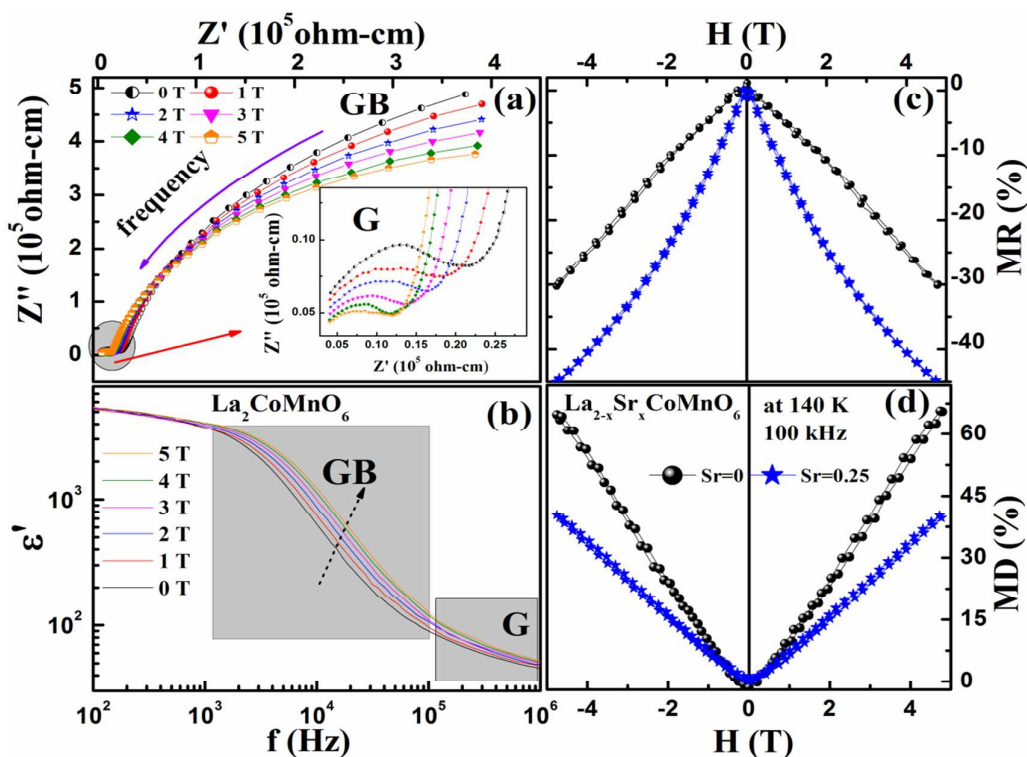 Z' (10⁵ohm-cm)
0 1 2 3 4
Z'' (10⁵ohm-cm)
5
4
3
2
1
0
0 T 1 T
2 T 3 T
4 T 5 T
GB
(a)
frequency
G
Z'' (10⁵ ohm-cm)
0.10
0.05
0.05 0.10 0.15 0.20 0.25
Z' (10⁵ ohm-cm)
H (T)
-4 -2 0 2 4
(c)
0
-10
-20
-30
-40
MR (%)
La₂CoMnO₆
(b)
5 T
4 T
3 T
2 T
1 T
0 T
GB
G
ε'
10³
10²
10² 10³ 10⁴ 10⁵ 10⁶
f (Hz)
La₂₋ₓSrₓCoMnO₆
at 140 K
100 kHz
(d)
Sr=0 Sr=0.25
60
45
30
15
0
MD (%)
-4 -2 0 2 4
H (T)